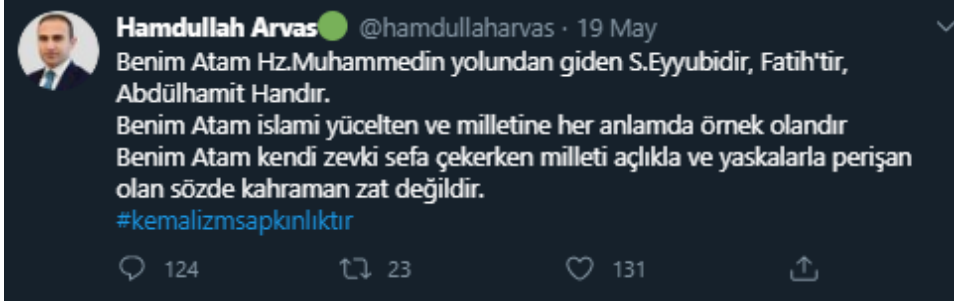 Hamdullah Arvas🟢 @hamdullaharvas · 19 May
Benim Atam Hz.Muhammedin yolundan giden S.Eyyubidir, Fatih'tir,
Abdülhamit Handır.
Benim Atam islami yücelten ve milletine her anlamda örnek olandır
Benim Atam kendi zevki sefa çekerken milleti açlıkla ve yaskalarla perişan
olan sözde kahraman zat değildir.
#kemalizmsapkınlıktır
124 23 131